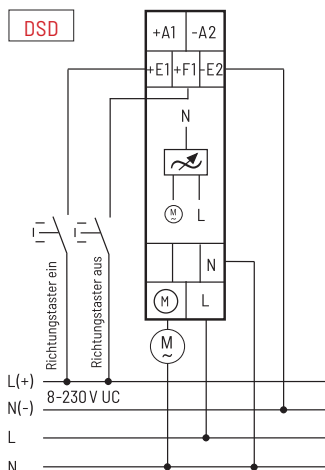 DSD
+A1 -A2
+E1 +F1 -E2
N
M
~ L
N
M L
M
~
Richtungstaster ein
Richtungstaster aus
L(+)
8-230 V UC
N(-)
L
N